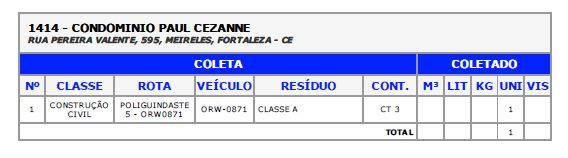 1414 - CONDOMINIO PAUL CEZANNE
RUA PEREIRA VALENTE, 595, MEIRELES, FORTALEZA - CE
COLETA COLETADO
Nº CLASSE ROTA VEÍCULO RESÍDUO CONT. M³ LIT KG UNI VIS
1 CONSTRUÇÃO CIVIL POLIGUINDASTE 5 - ORW0871 ORW-0871 CLASSE A CT 3 1
TOTAL 1